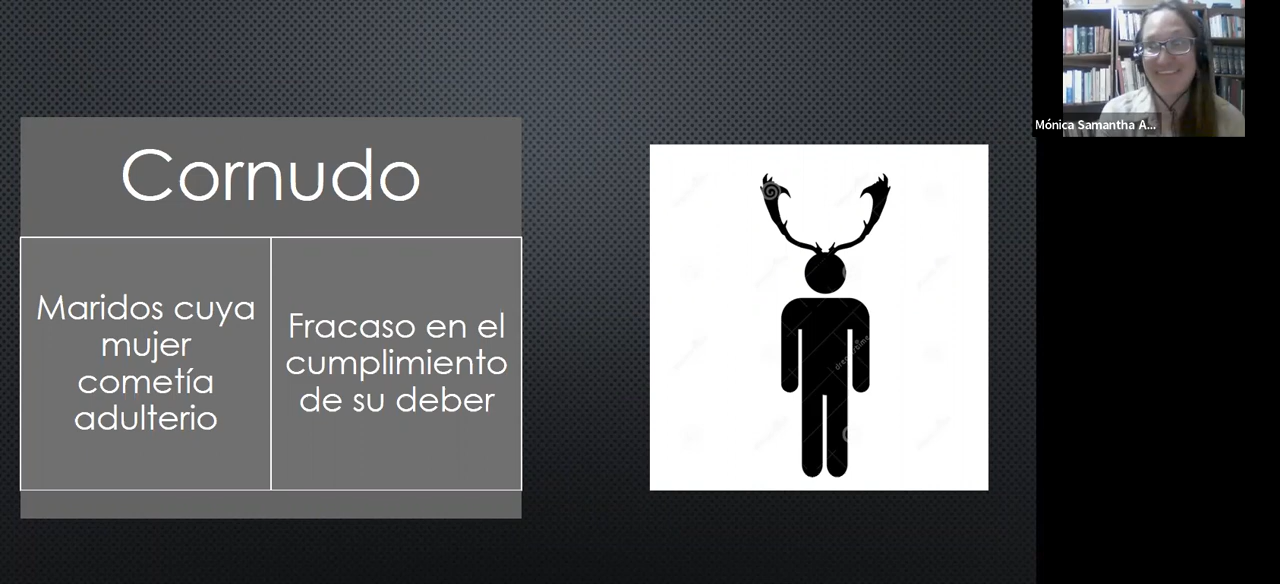 Cornudo
Maridos cuya
mujer
cometía
adulterio
Fracaso en el
cumplimiento
de su deber
Mónica Samantha A...